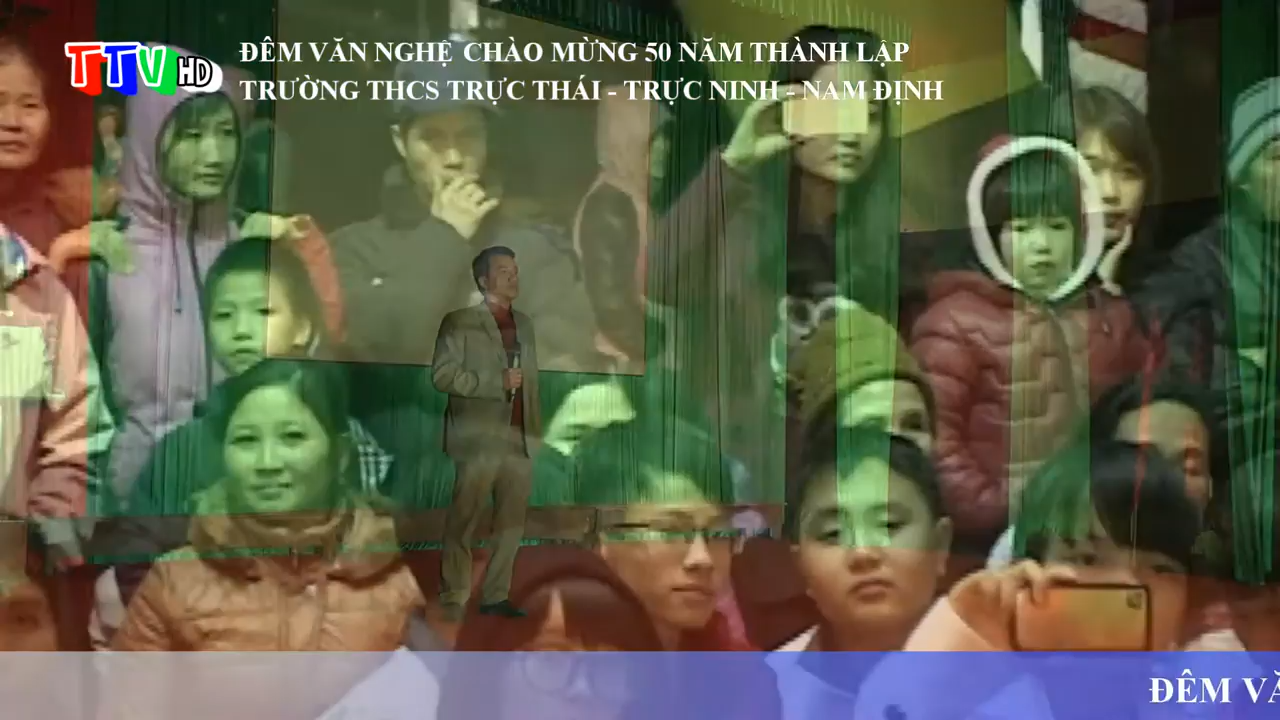 TTV HD
ĐÊM VĂN NGHỆ CHÀO MỪNG 50 NĂM THÀNH LẬP
TRƯỜNG THCS TRỰC THÁI - TRỰC NINH - NAM ĐỊNH
ĐÊM VĂ